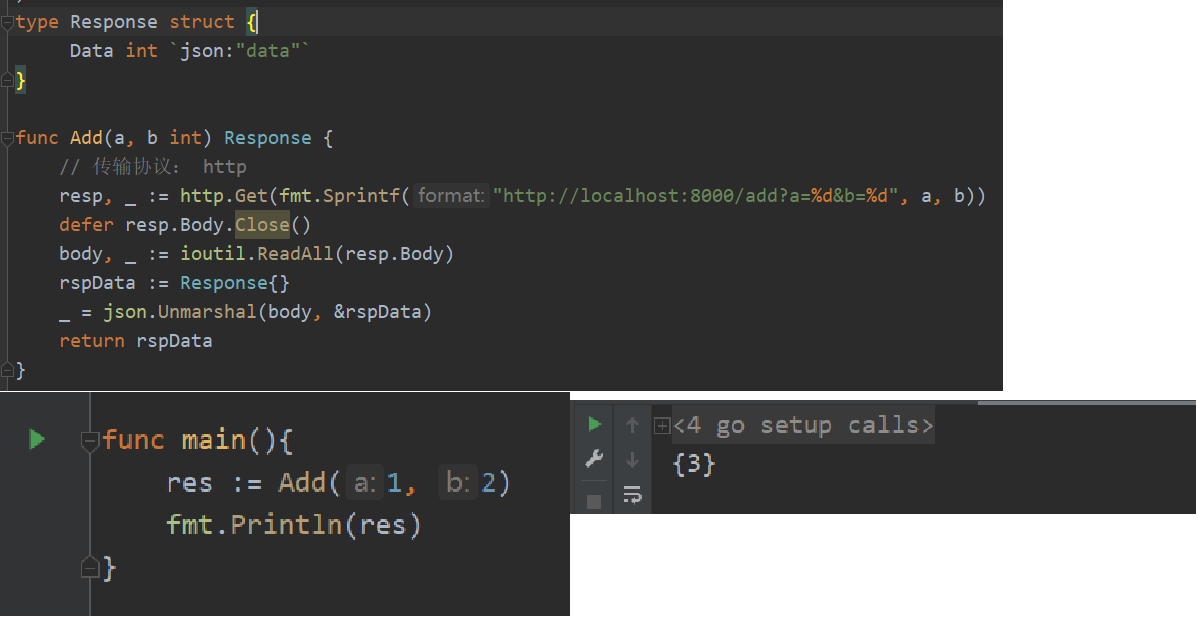 type Response struct {
    Data int `json:"data"`
}
func Add(a, b int) Response {
    // 传输协议： http
    resp, _ := http.Get(fmt.Sprintf( format: "http://localhost:8000/add?a=%d&b=%d", a, b))
    defer resp.Body.Close()
    body, _ := ioutil.ReadAll(resp.Body)
    rspData := Response{}
    _ = json.Unmarshal(body, &rspData)
    return rspData
}
func main(){
    res := Add( a: 1, b: 2)
    fmt.Println(res)
}
<4 go setup calls>
{3}